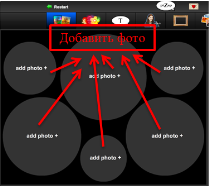 Restart
T
Добавить фото
add photo +
add photo +
add photo +
add photo +
add photo +
add photo +